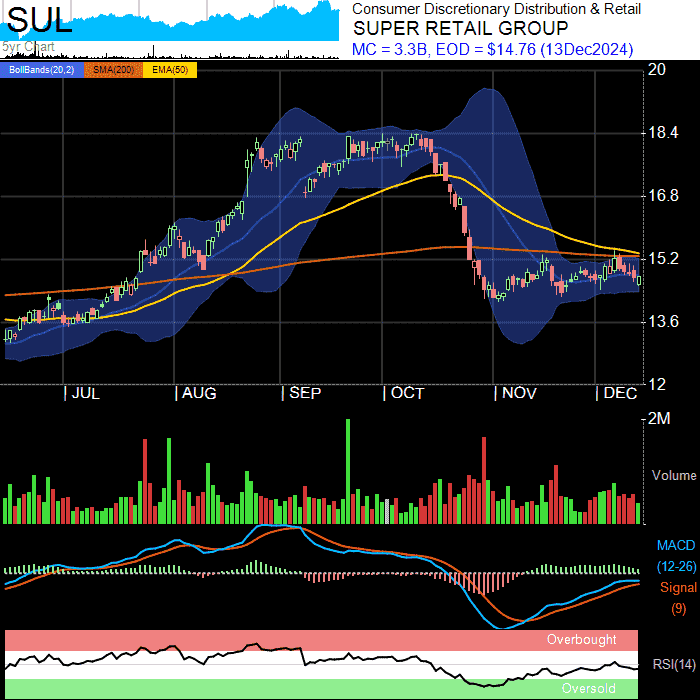 SUL
5yr Chart
Consumer Discretionary Distribution & Retail
SUPER RETAIL GROUP
MC = 3.3B, EOD = $14.76 (13Dec2024)
BollBands(20,2) SMA(200) EMA(50)
20
18.4
16.8
15.2
13.6
12
JUL AUG SEP OCT NOV DEC
2M
Volume
MACD
(12-26)
Signal
(9)
Overbought
RSI(14)
Oversold